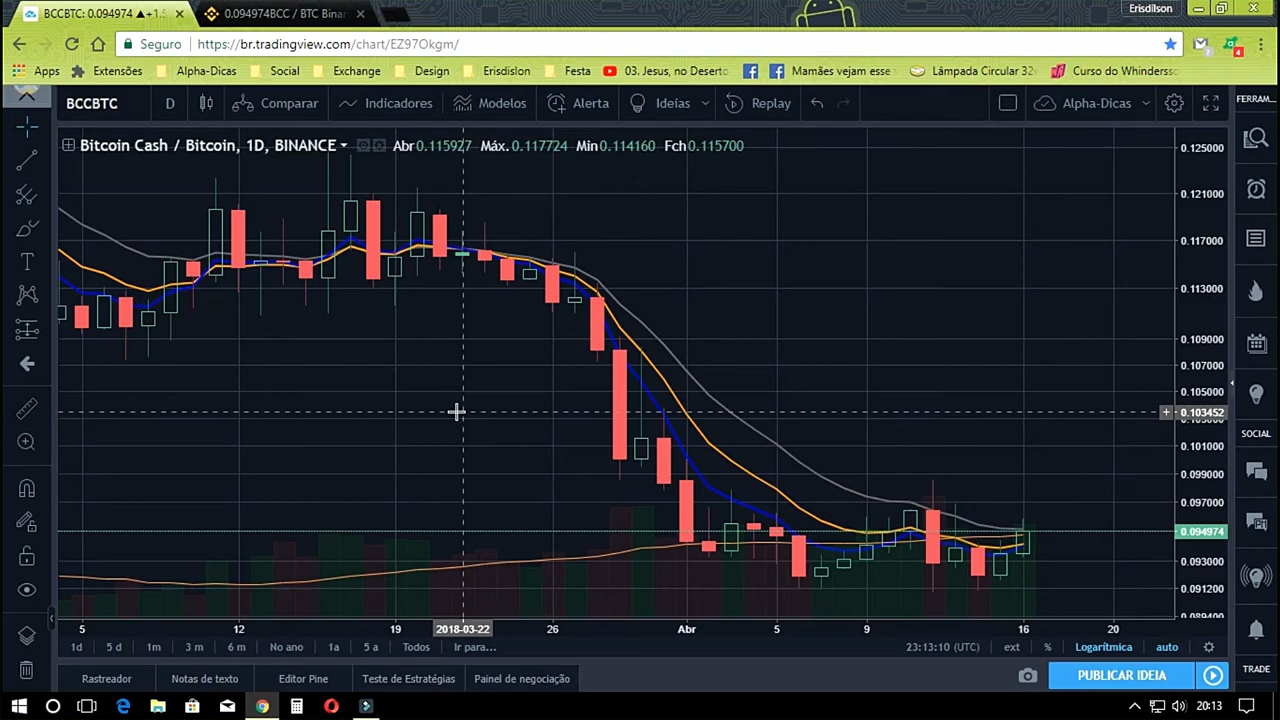 BCCBTC: 0.094974 ▲+1.5
0.094974BCC / BTC Bina
Erisdilson
Seguro
https://br.tradingview.com/chart/EZ97Okgm/
4
Apps
Extensões
Alpha-Dicas
Social
Exchange
Design
Erisdislon
Festa
03. Jesus, no Deserto
Mamães vejam esse
Lâmpada Circular 32
Curso do Whinderss
BCCBTC
D
Comparar
Indicadores
Modelos
Alerta
Ideias
Replay
Alpha-Dicas
FERRAM...
Bitcoin Cash / Bitcoin, 1D, BINANCE
Abr 0.115927 Máx. 0.117724 Min 0.114160 Fch 0.115700
0.125000
0.121000
0.117000
0.113000
0.109000
0.107000
0.105000
0.103452
0.101000
0.099000
0.097000
0.094974
0.093000
0.091200
SOCIAL
5
12
19
2018-03-22
26
Abr
5
9
16
20
1d
5 d
1m
3 m
6 m
No ano
1a
5 a
Todos
Ir para...
23:13:10 (UTC)
ext
%
Logarítmica
auto
Rastreador
Notas de texto
Editor Pine
Teste de Estratégias
Painel de negociação
PUBLICAR IDEIA
TRADE
20:13